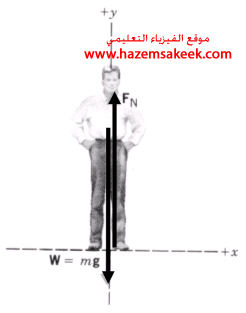 +y
موقع الفيزياء التعليمي
www.hazemsakeek.com
F_N
+x
W = mg